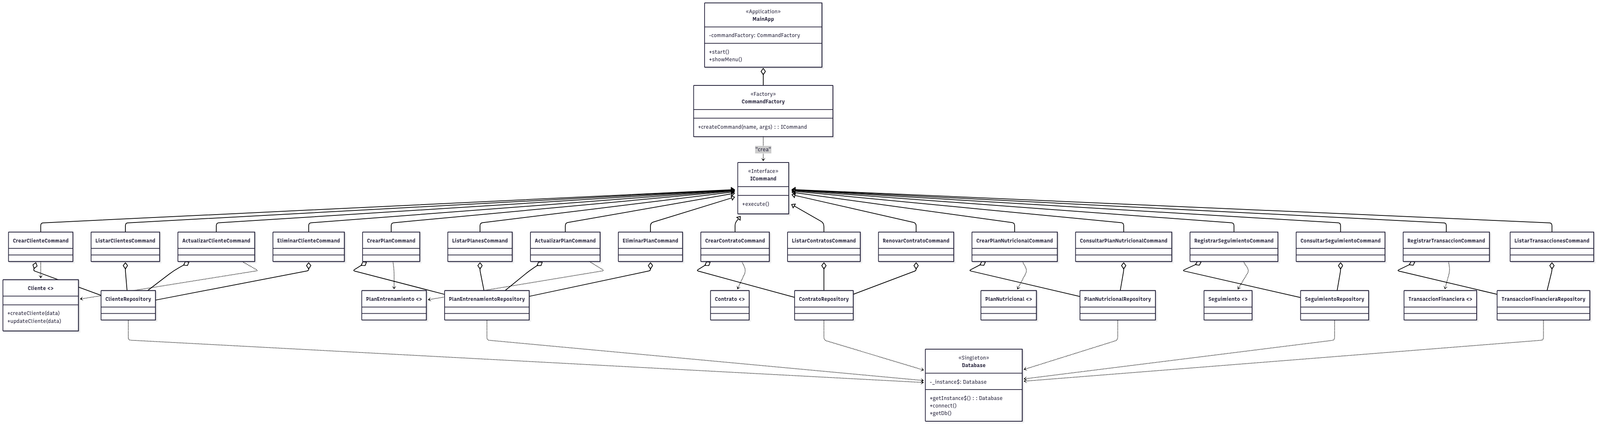 «Application»
MainApp
-commandFactory: CommandFactory
+start()
+showMenu()
«Factory»
CommandFactory
+createCommand(name, args) : : ICommand
"crea"
«Interface»
ICommand
+execute()
CrearClienteCommand
ListarClientesCommand
ActualizarClienteCommand
EliminarClienteCommand
CrearPlanCommand
ListarPlanesCommand
ActualizarPlanCommand
EliminarPlanCommand
CrearContratoCommand
ListarContratosCommand
RenovarContratoCommand
CrearPlanNutricionalCommand
ConsultarPlanNutricionalCommand
RegistrarSeguimientoCommand
ConsultarSeguimientoCommand
RegistrarTransaccionCommand
ListarTransaccionesCommand
Cliente <>
+createCliente(data)
+updateCliente(data)
ClienteRepository
PlanEntrenamiento <>
PlanEntrenamientoRepository
Contrato <>
ContratoRepository
PlanNutricional <>
PlanNutricionalRepository
Seguimiento <>
SeguimientoRepository
TransaccionFinanciera <>
TransaccionFinancieraRepository
«Singleton»
Database
-_instance$: Database
+getInstance$() : : Database
+connect()
+getDb()